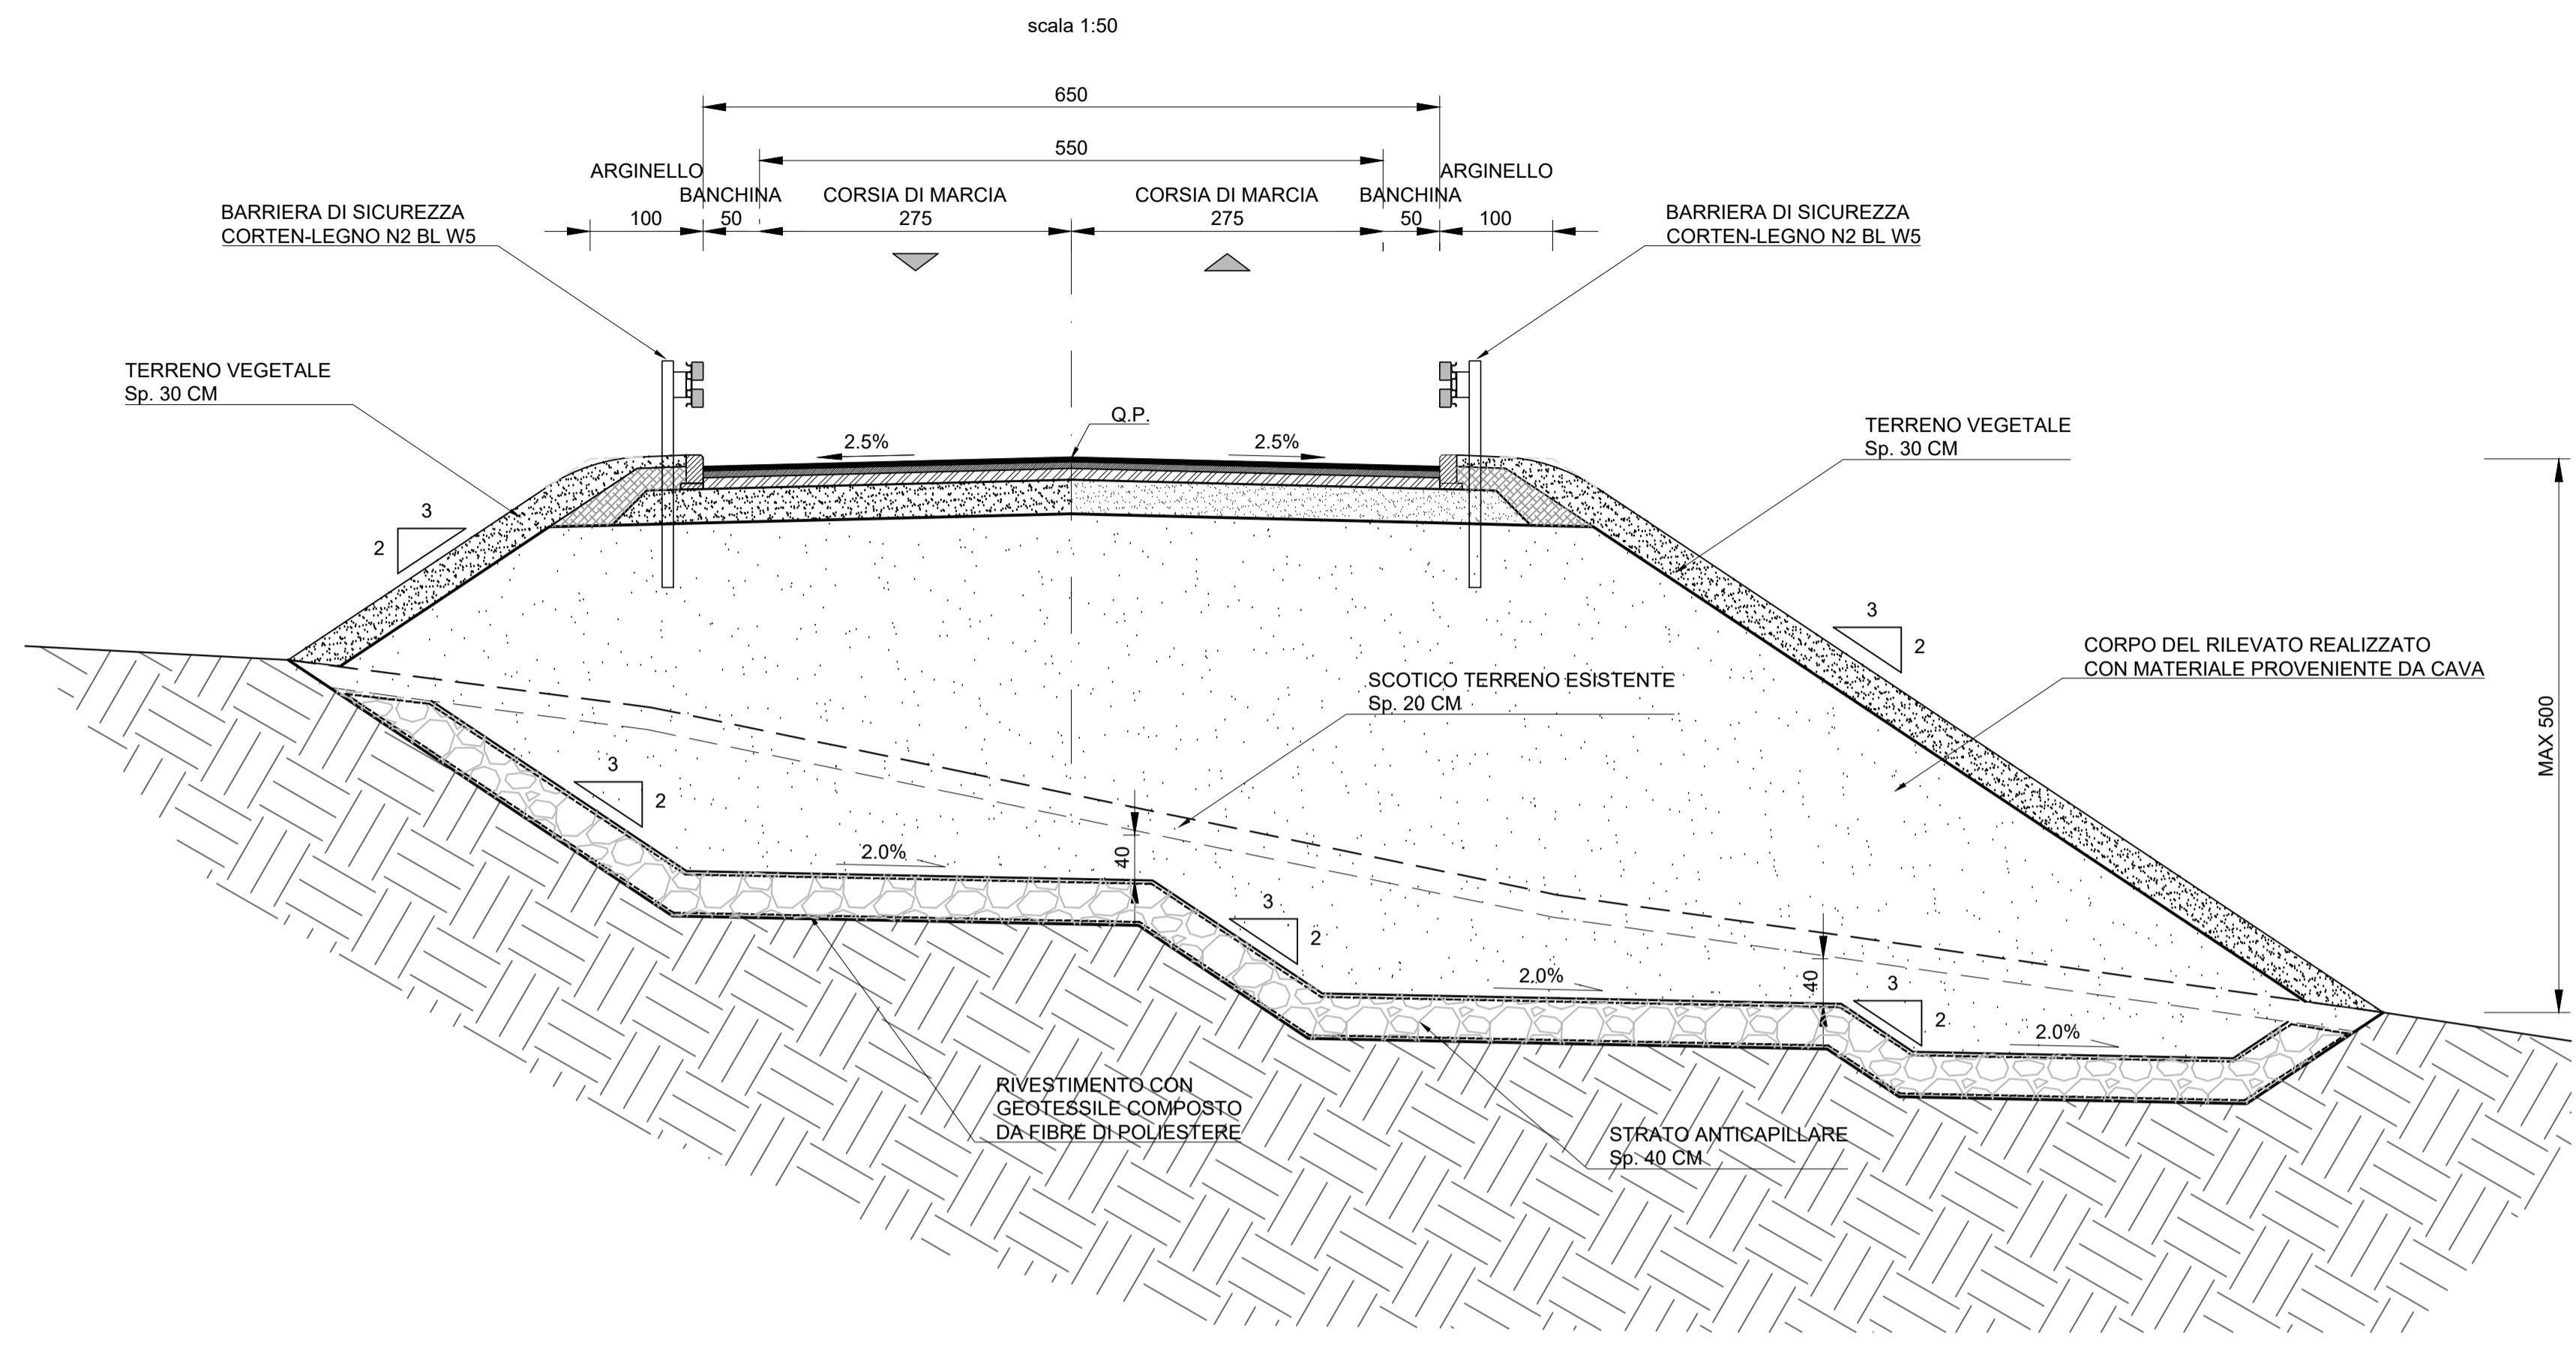 scala 1:50
650
550
ARGINELLO
ARGINELLO
BANCHINA
CORSIA DI MARCIA
CORSIA DI MARCIA
BANCHINA
100
50
275
275
50
100
BARRIERA DI SICUREZZA
CORTEN-LEGNO N2 BL W5
BARRIERA DI SICUREZZA
CORTEN-LEGNO N2 BL W5
TERRENO VEGETALE
Sp. 30 CM
Q.P.
2.5%
2.5%
TERRENO VEGETALE
Sp. 30 CM
3
2
3
2
CORPO DEL RILEVATO REALIZZATO
CON MATERIALE PROVENIENTE DA CAVA
SCOTICO TERRENO ESISTENTE
Sp. 20 CM
MAX 500
3
2
2.0%
40
3
2
2.0%
40
3
2
2.0%
RIVESTIMENTO CON
GEOTESSILE COMPOSTO
DA FIBRE DI POLIESTERE
STRATO ANTICAPILLARE
Sp. 40 CM